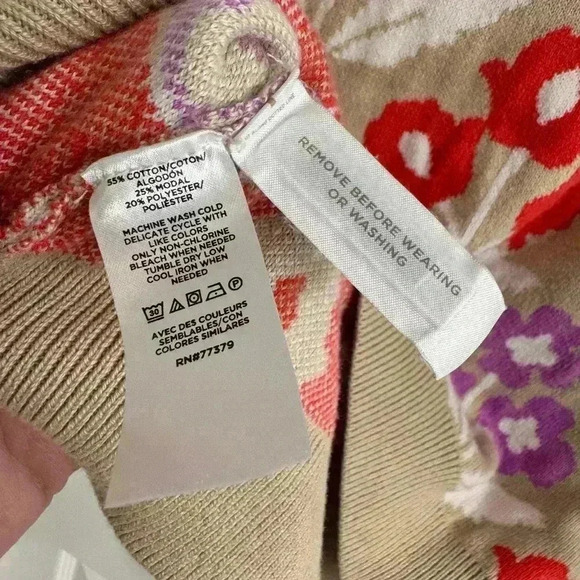 55% COTTON/COTON/
ALGODÓN
25% MODAL
20% POLYESTER/
POLIÉSTER
MACHINE WASH COLD
DELICATE CYCLE WITH
LIKE COLORS
ONLY NON-CHLORINE
BLEACH WHEN NEEDED
TUMBLE DRY LOW
COOL IRON WHEN
NEEDED
30
P
AVEC DES COULEURS
SEMBLABLES/CON
COLORES SIMILARES
RN#77379
REMOVE BEFORE WEARING
OR WASHING